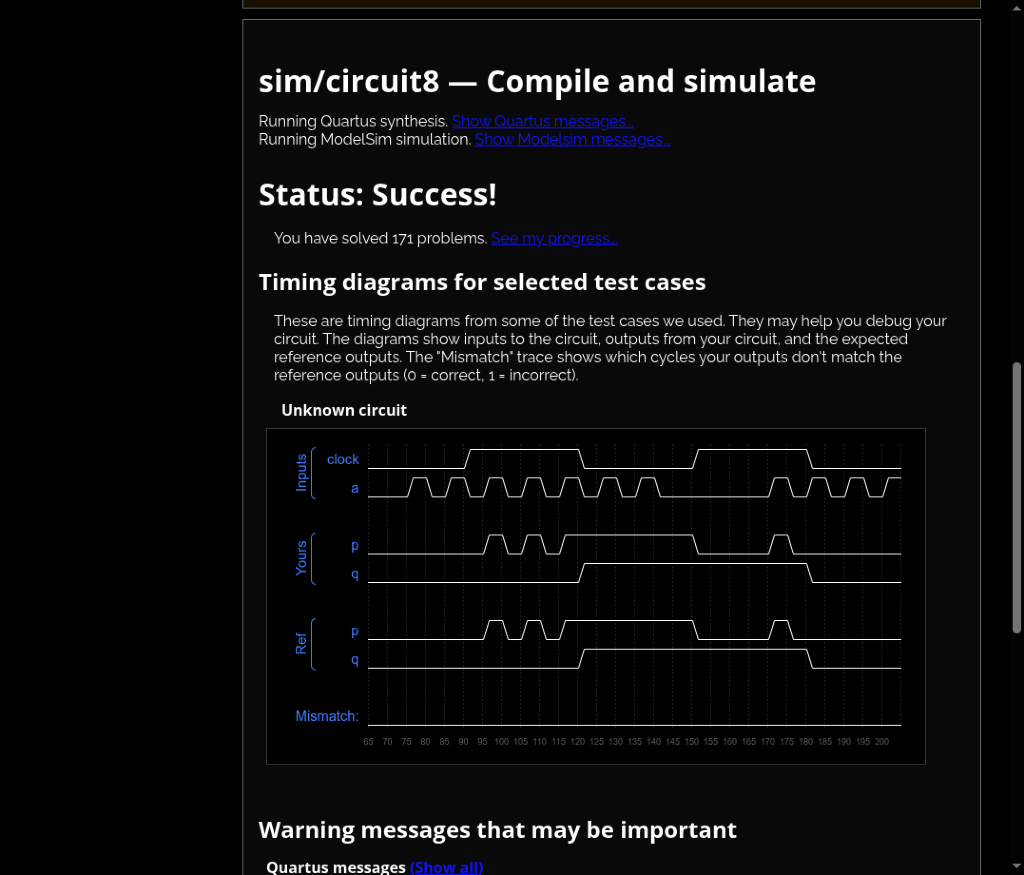 sim/circuit8 — Compile and simulate
Running Quartus synthesis. Show Quartus messages...
Running ModelSim simulation. Show Modelsim messages...
Status: Success!
You have solved 171 problems. See my progress...
Timing diagrams for selected test cases
These are timing diagrams from some of the test cases we used. They may help you debug your
circuit. The diagrams show inputs to the circuit, outputs from your circuit, and the expected
reference outputs. The "Mismatch" trace shows which cycles your outputs don't match the
reference outputs (0 = correct, 1 = incorrect).
Unknown circuit
Inputs
clock
a
Yours
p
q
Ref
p
q
Mismatch:
65 70 75 80 85 90 95 100 105 110 115 120 125 130 135 140 145 150 155 160 165 170 175 180 185 190 195 200
Warning messages that may be important
Quartus messages (Show all)